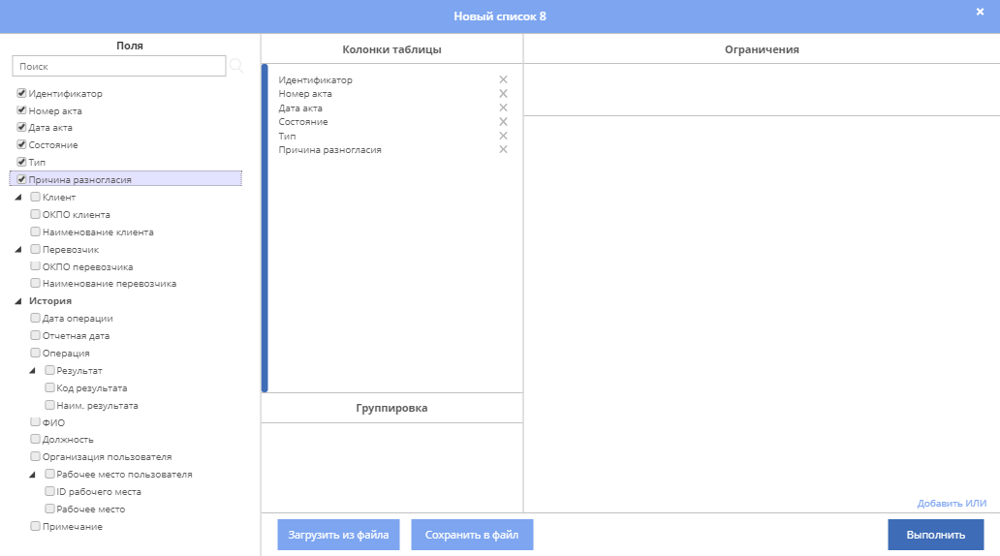 Новый список 8
Поля
Поиск
Идентификатор
Номер акта
Дата акта
Состояние
Тип
Причина разногласия
Клиент
ОКПО клиента
Наименование клиента
Перевозчик
ОКПО перевозчика
Наименование перевозчика
История
Дата операции
Отчетная дата
Операция
Результат
Код результата
Наим. результата
ФИО
Должность
Организация пользователя
Рабочее место пользователя
ID рабочего места
Рабочее место
Примечание
Колонки таблицы
Идентификатор
Номер акта
Дата акта
Состояние
Тип
Причина разногласия
Группировка
Ограничения
Добавить ИЛИ
Загрузить из файла
Сохранить в файл
Выполнить